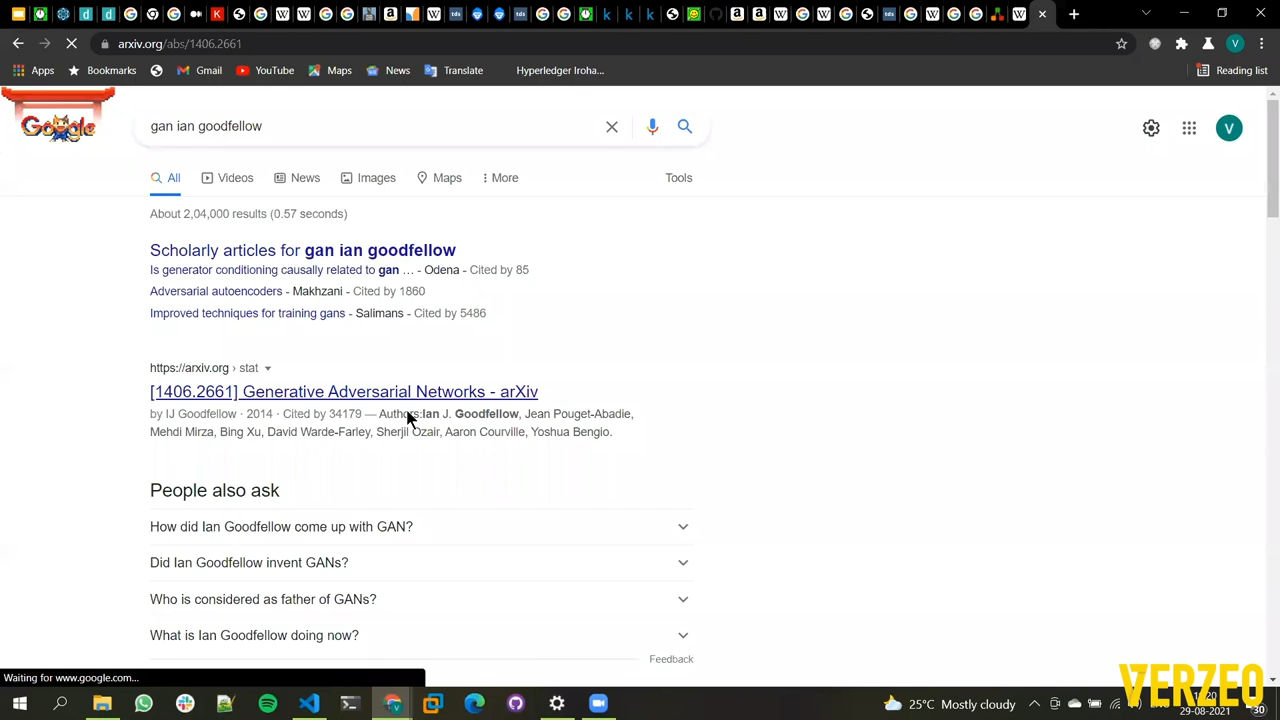 arxiv.org/abs/1406.2661
V
Apps
Bookmarks
Gmail
YouTube
Maps
News
Translate
Hyperledger Iroha...
Reading list
Google
gan ian goodfellow
V
All
Videos
News
Images
Maps
More
Tools
About 2,04,000 results (0.57 seconds)
Scholarly articles for gan ian goodfellow
Is generator conditioning causally related to gan … - Odena - Cited by 85
Adversarial autoencoders - Makhzani - Cited by 1860
Improved techniques for training gans - Salimans - Cited by 5486
https://arxiv.org › stat
[1406.2661] Generative Adversarial Networks - arXiv
by IJ Goodfellow · 2014 · Cited by 34179 — Authors:Ian J. Goodfellow, Jean Pouget-Abadie,
Mehdi Mirza, Bing Xu, David Warde-Farley, Sherjil Ozair, Aaron Courville, Yoshua Bengio.
People also ask
How did Ian Goodfellow come up with GAN?
Did Ian Goodfellow invent GANs?
Who is considered as father of GANs?
What is Ian Goodfellow doing now?
Feedback
Waiting for www.google.com...
VERZEO
25°C Mostly cloudy
29-08-2021
30